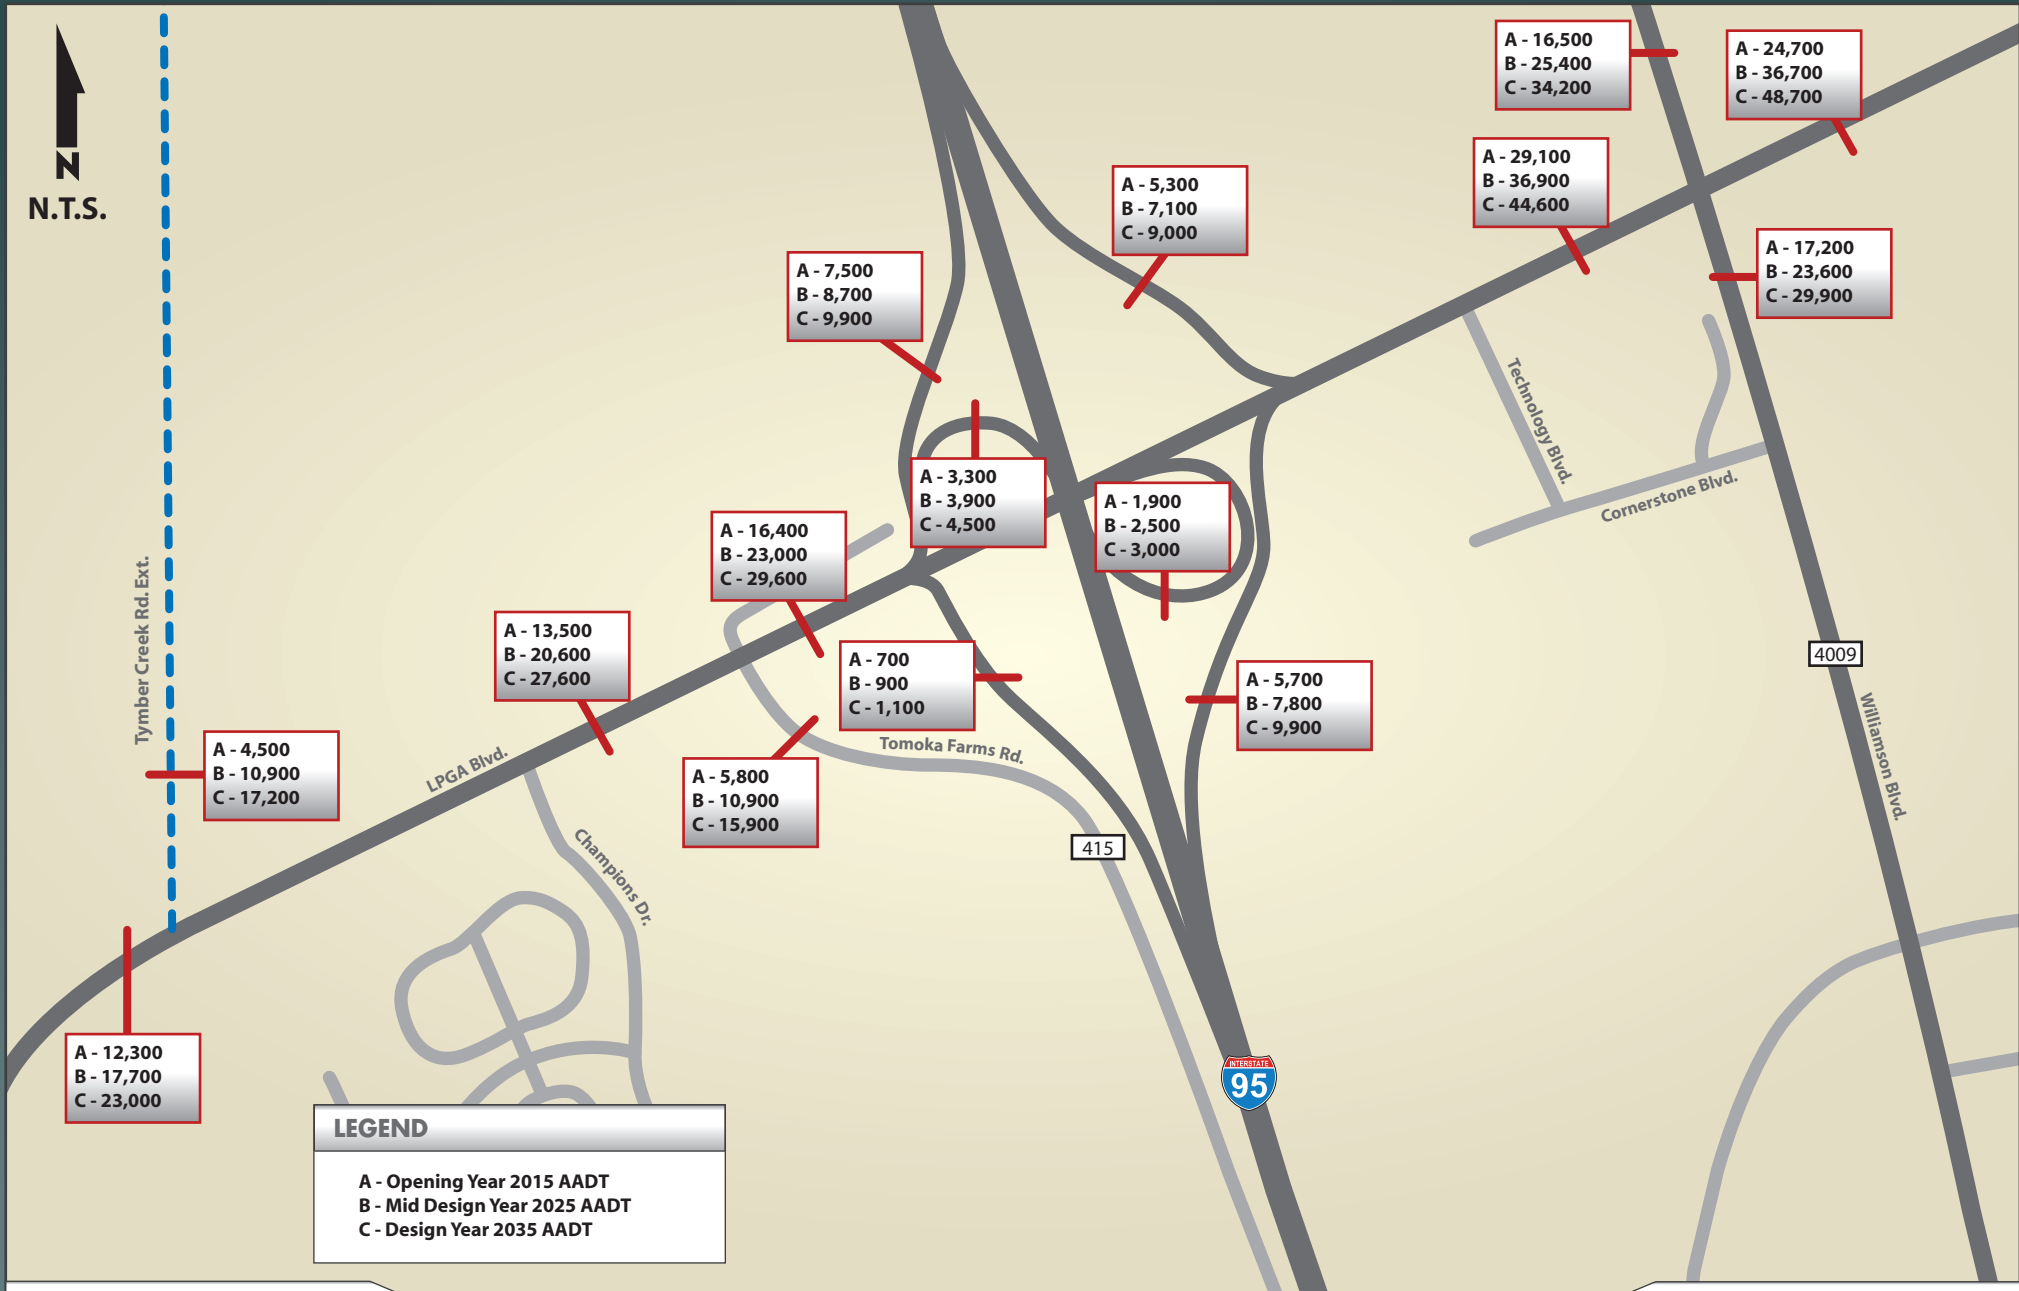 N
N.T.S.
A - 16,500
B - 25,400
C - 34,200
A - 24,700
B - 36,700
C - 48,700
A - 29,100
B - 36,900
C - 44,600
A - 5,300
B - 7,100
C - 9,000
A - 17,200
B - 23,600
C - 29,900
A - 7,500
B - 8,700
C - 9,900
Technology Blvd.
Cornerstone Blvd.
A - 3,300
B - 3,900
C - 4,500
A - 1,900
B - 2,500
C - 3,000
A - 16,400
B - 23,000
C - 29,600
Tymber Creek Rd. Ext.
A - 13,500
B - 20,600
C - 27,600
A - 700
B - 900
C - 1,100
A - 5,700
B - 7,800
C - 9,900
4009
Williamson Blvd.
A - 4,500
B - 10,900
C - 17,200
LPGA Blvd.
Tomoka Farms Rd.
A - 5,800
B - 10,900
C - 15,900
415
Champions Dr.
A - 12,300
B - 17,700
C - 23,000
INTERSTATE
95
LEGEND
A - Opening Year 2015 AADT
B - Mid Design Year 2025 AADT
C - Design Year 2035 AADT